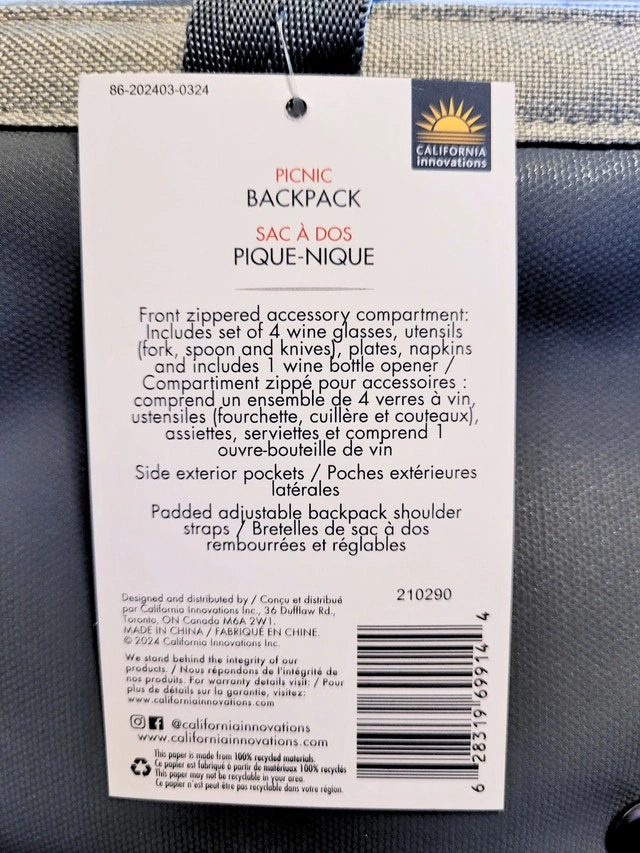 86-202403-0324
CALIFORNIA
innovations
PICNIC
BACKPACK
SAC À DOS
PIQUE-NIQUE
Front zippered accessory compartment:
Includes set of 4 wine glasses, utensils
(fork, spoon and knives), plates, napkins
and includes 1 wine bottle opener /
Compartiment zippé pour accessoires :
comprend un ensemble de 4 verres à vin,
ustensiles (fourchette, cuillère et couteaux),
assiettes, serviettes et comprend 1
ouvre-bouteille de vin
Side exterior pockets / Poches extérieures
latérales
Padded adjustable backpack shoulder
straps / Bretelles de sac à dos
rembourrées et réglables
Designed and distributed by / Conçu et distribué
par California Innovations Inc., 36 Dufflaw Rd.,
Toronto, ON Canada M6A 2W1.
MADE IN CHINA / FABRIQUÉ EN CHINE.
© 2024 California Innovations Inc.
We stand behind the integrity of our
products. / Nous répondons de l'intégrité de
nos produits. For warranty details visit: / Pour
plus de détails sur la garantie, visitez:
www.californiainnovations.com
@californiainnovations
www.californiainnovations.com
This paper is made from 100% recycled materials.
Ce papier est fabriqué à partir de matériaux 100% recyclés
This paper may not be recyclable in your area.
Ce papier n'est peut-être pas recyclable dans votre région.
210290
6 28319 69914 4